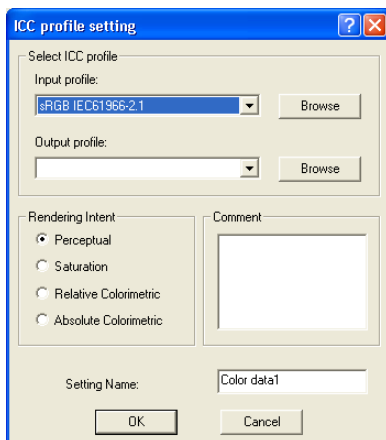 ICC profile setting
Select ICC profile
Input profile:
sRGB IEC61966-2.1
Browse
Output profile:
Browse
Rendering Intent
Perceptual
Saturation
Relative Colorimetric
Absolute Colorimetric
Comment
Setting Name:
Color data1
OK
Cancel